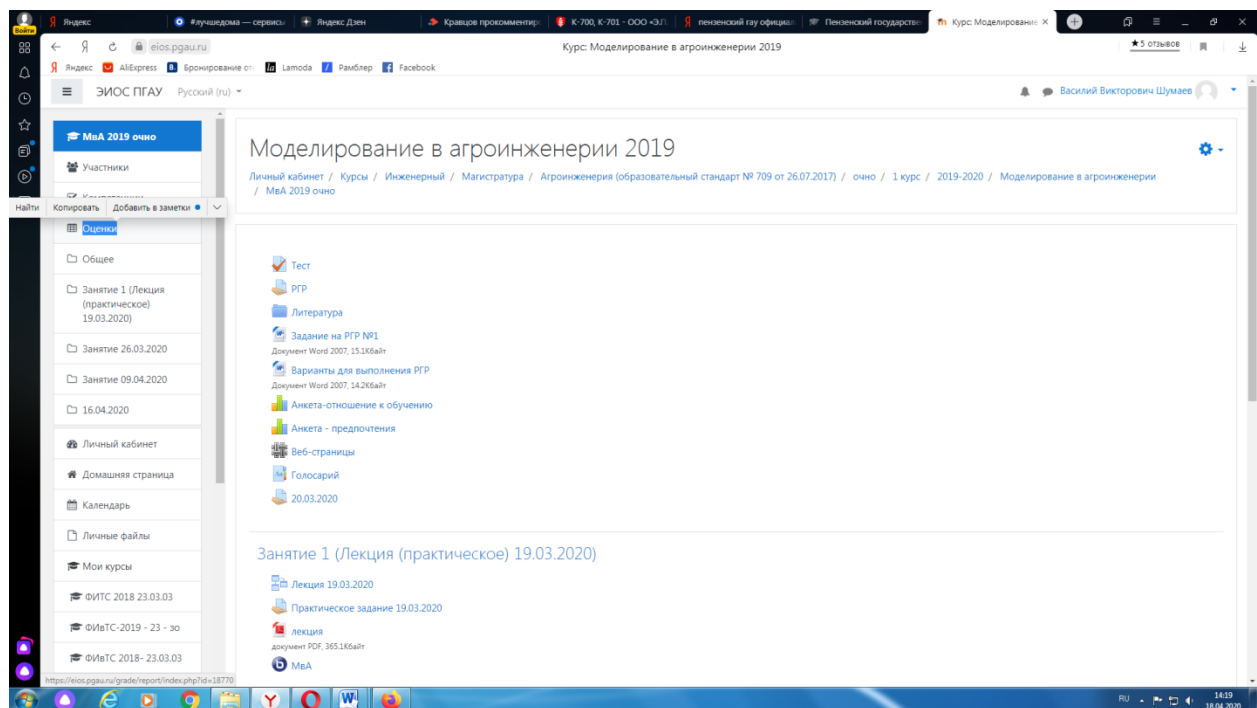 Войти
Яндекс
#лучшедома — сервисы
Яндекс Дзен
Кравцов прокомментир
К-700, К-701 - ООО «ЭЛ
пензенский гау официал
Пензенский государстве
Курс: Моделирование
eios.pgau.ru
Курс: Моделирование в агроинженерии 2019
★5 отзывов
Яндекс AliExpress Бронирование от Lamoda Рамблер Facebook
ЭИОС ПГАУ Русский (ru)
Василий Викторович Шумаев
МвА 2019 очно
Участники
Найти Копировать Добавить в заметки
Оценки
Общее
Занятие 1 (Лекция
(практическое)
19.03.2020)
Занятие 26.03.2020
Занятие 09.04.2020
16.04.2020
Личный кабинет
Домашняя страница
Календарь
Личные файлы
Мои курсы
ФИТС 2018 23.03.03
ФИвТС-2019 - 23 - зо
ФИвТС 2018- 23.03.03
https://eios.pgau.ru/grade/report/index.php?id=18770
Моделирование в агроинженерии 2019
Личный кабинет / Курсы / Инженерный / Магистратура / Агроинженерия (образовательный стандарт № 709 от 26.07.2017) / очно / 1 курс / 2019-2020 / Моделирование в агроинженерии
/ МвА 2019 очно
Тест
РГР
Литература
Задание на РГР №1
Документ Word 2007, 15.1Кбайт
Варианты для выполнения РГР
Документ Word 2007, 14.2Кбайт
Анкета-отношение к обучению
Анкета - предпочтения
Веб-страницы
Голосарий
20.03.2020
Занятие 1 (Лекция (практическое) 19.03.2020)
Лекция 19.03.2020
Практическое задание 19.03.2020
лекция
документ PDF, 365.1Кбайт
МвА
RU
14:19
18.04.2020